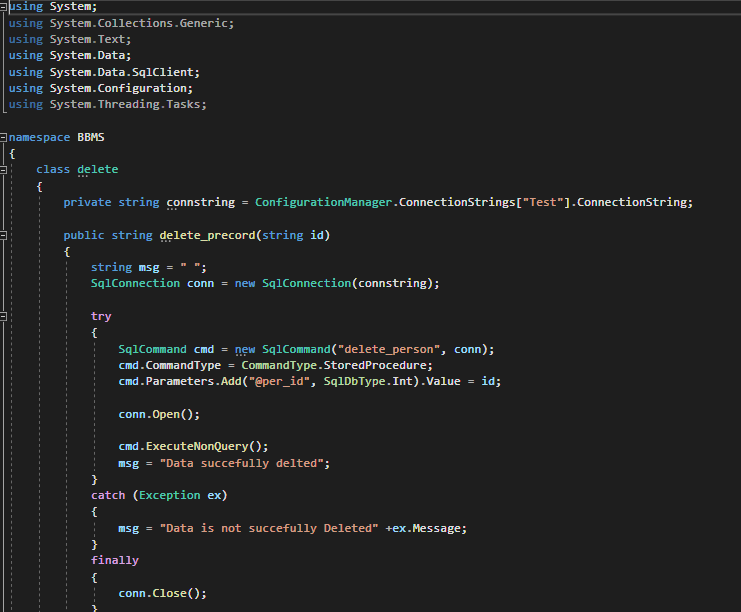 using System;
using System.Collections.Generic;
using System.Text;
using System.Data;
using System.Data.SqlClient;
using System.Configuration;
using System.Threading.Tasks;
namespace BBMS
{
class delete
{
private string connstring = ConfigurationManager.ConnectionStrings["Test"].ConnectionString;
public string delete_precord(string id)
{
string msg = " ";
SqlConnection conn = new SqlConnection(connstring);
try
{
SqlCommand cmd = new SqlCommand("delete_person", conn);
cmd.CommandType = CommandType.StoredProcedure;
cmd.Parameters.Add("@per_id", SqlDbType.Int).Value = id;
conn.Open();
cmd.ExecuteNonQuery();
msg = "Data succefully delted";
}
catch (Exception ex)
{
msg = "Data is not succefully Deleted" +ex.Message;
}
finally
{
conn.Close();
}